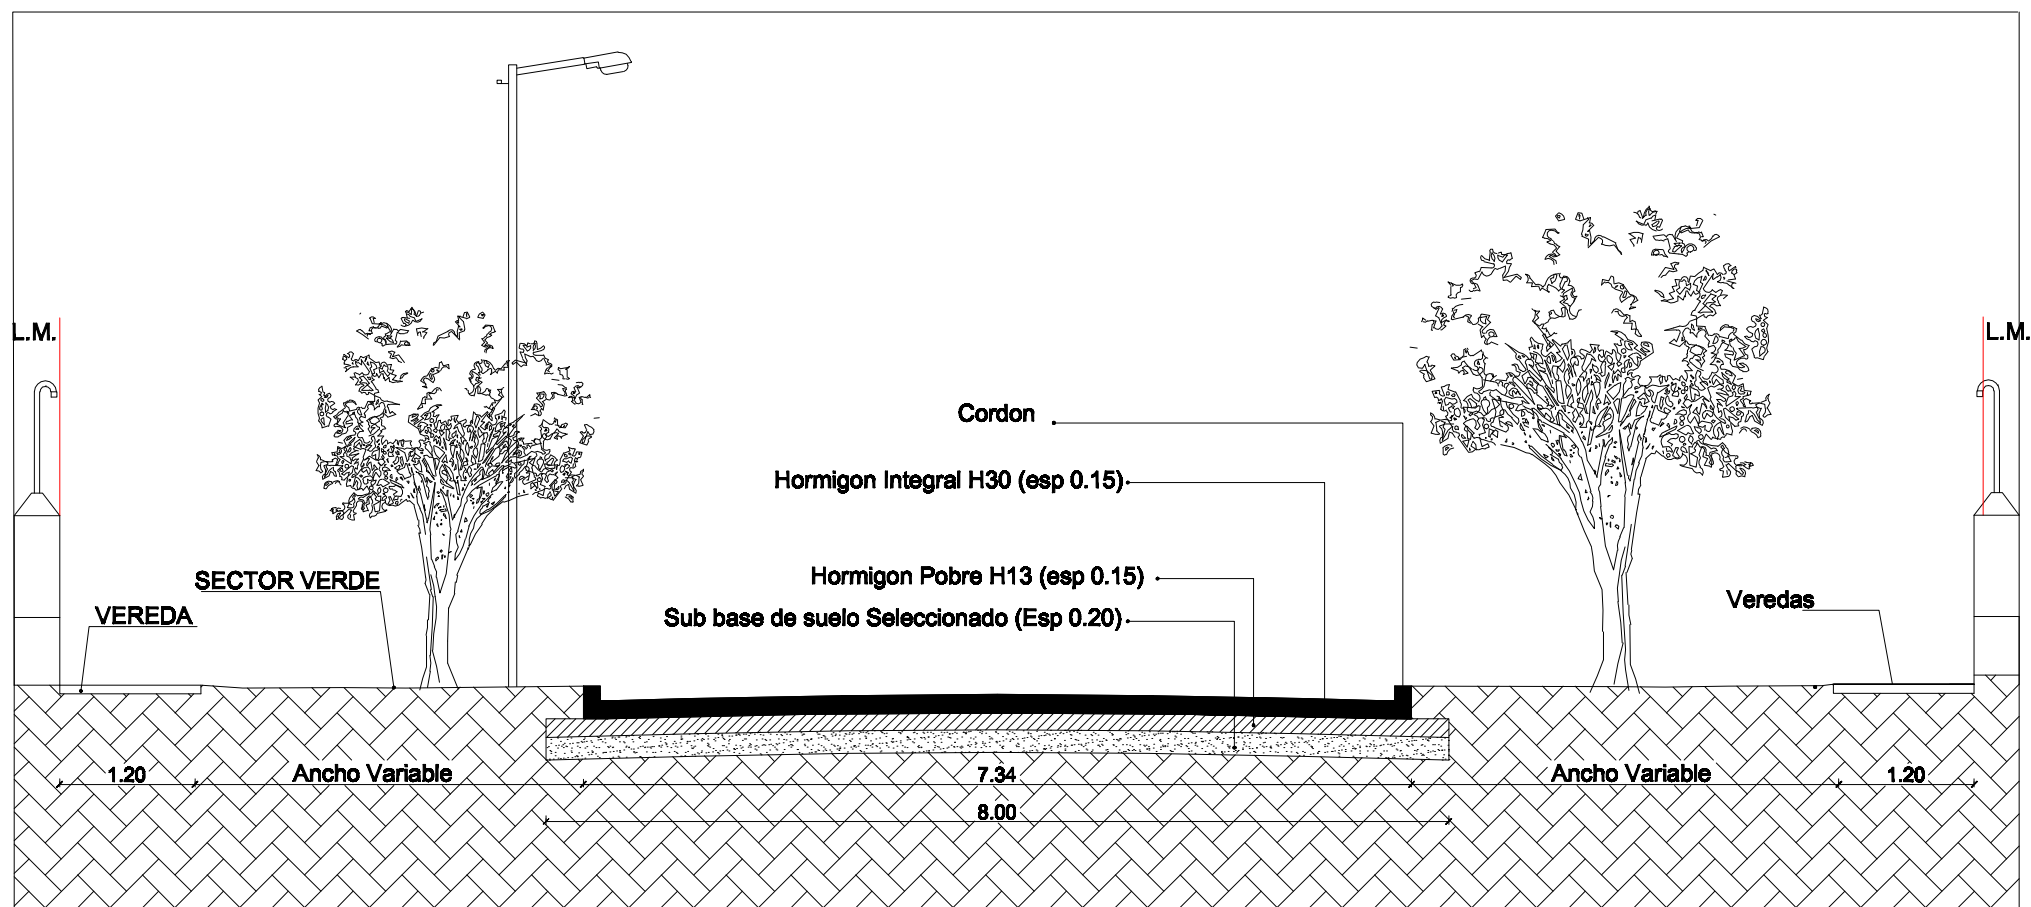 L.M.
L.M.
Cordon
Hormigon Integral H30 (esp 0.15)
Hormigon Pobre H13 (esp 0.15)
SECTOR VERDE
VEREDA
Sub base de suelo Seleccionado (Esp 0.20)
Veredas
1.20
Ancho Variable
7.34
Ancho Variable
1.20
8.00